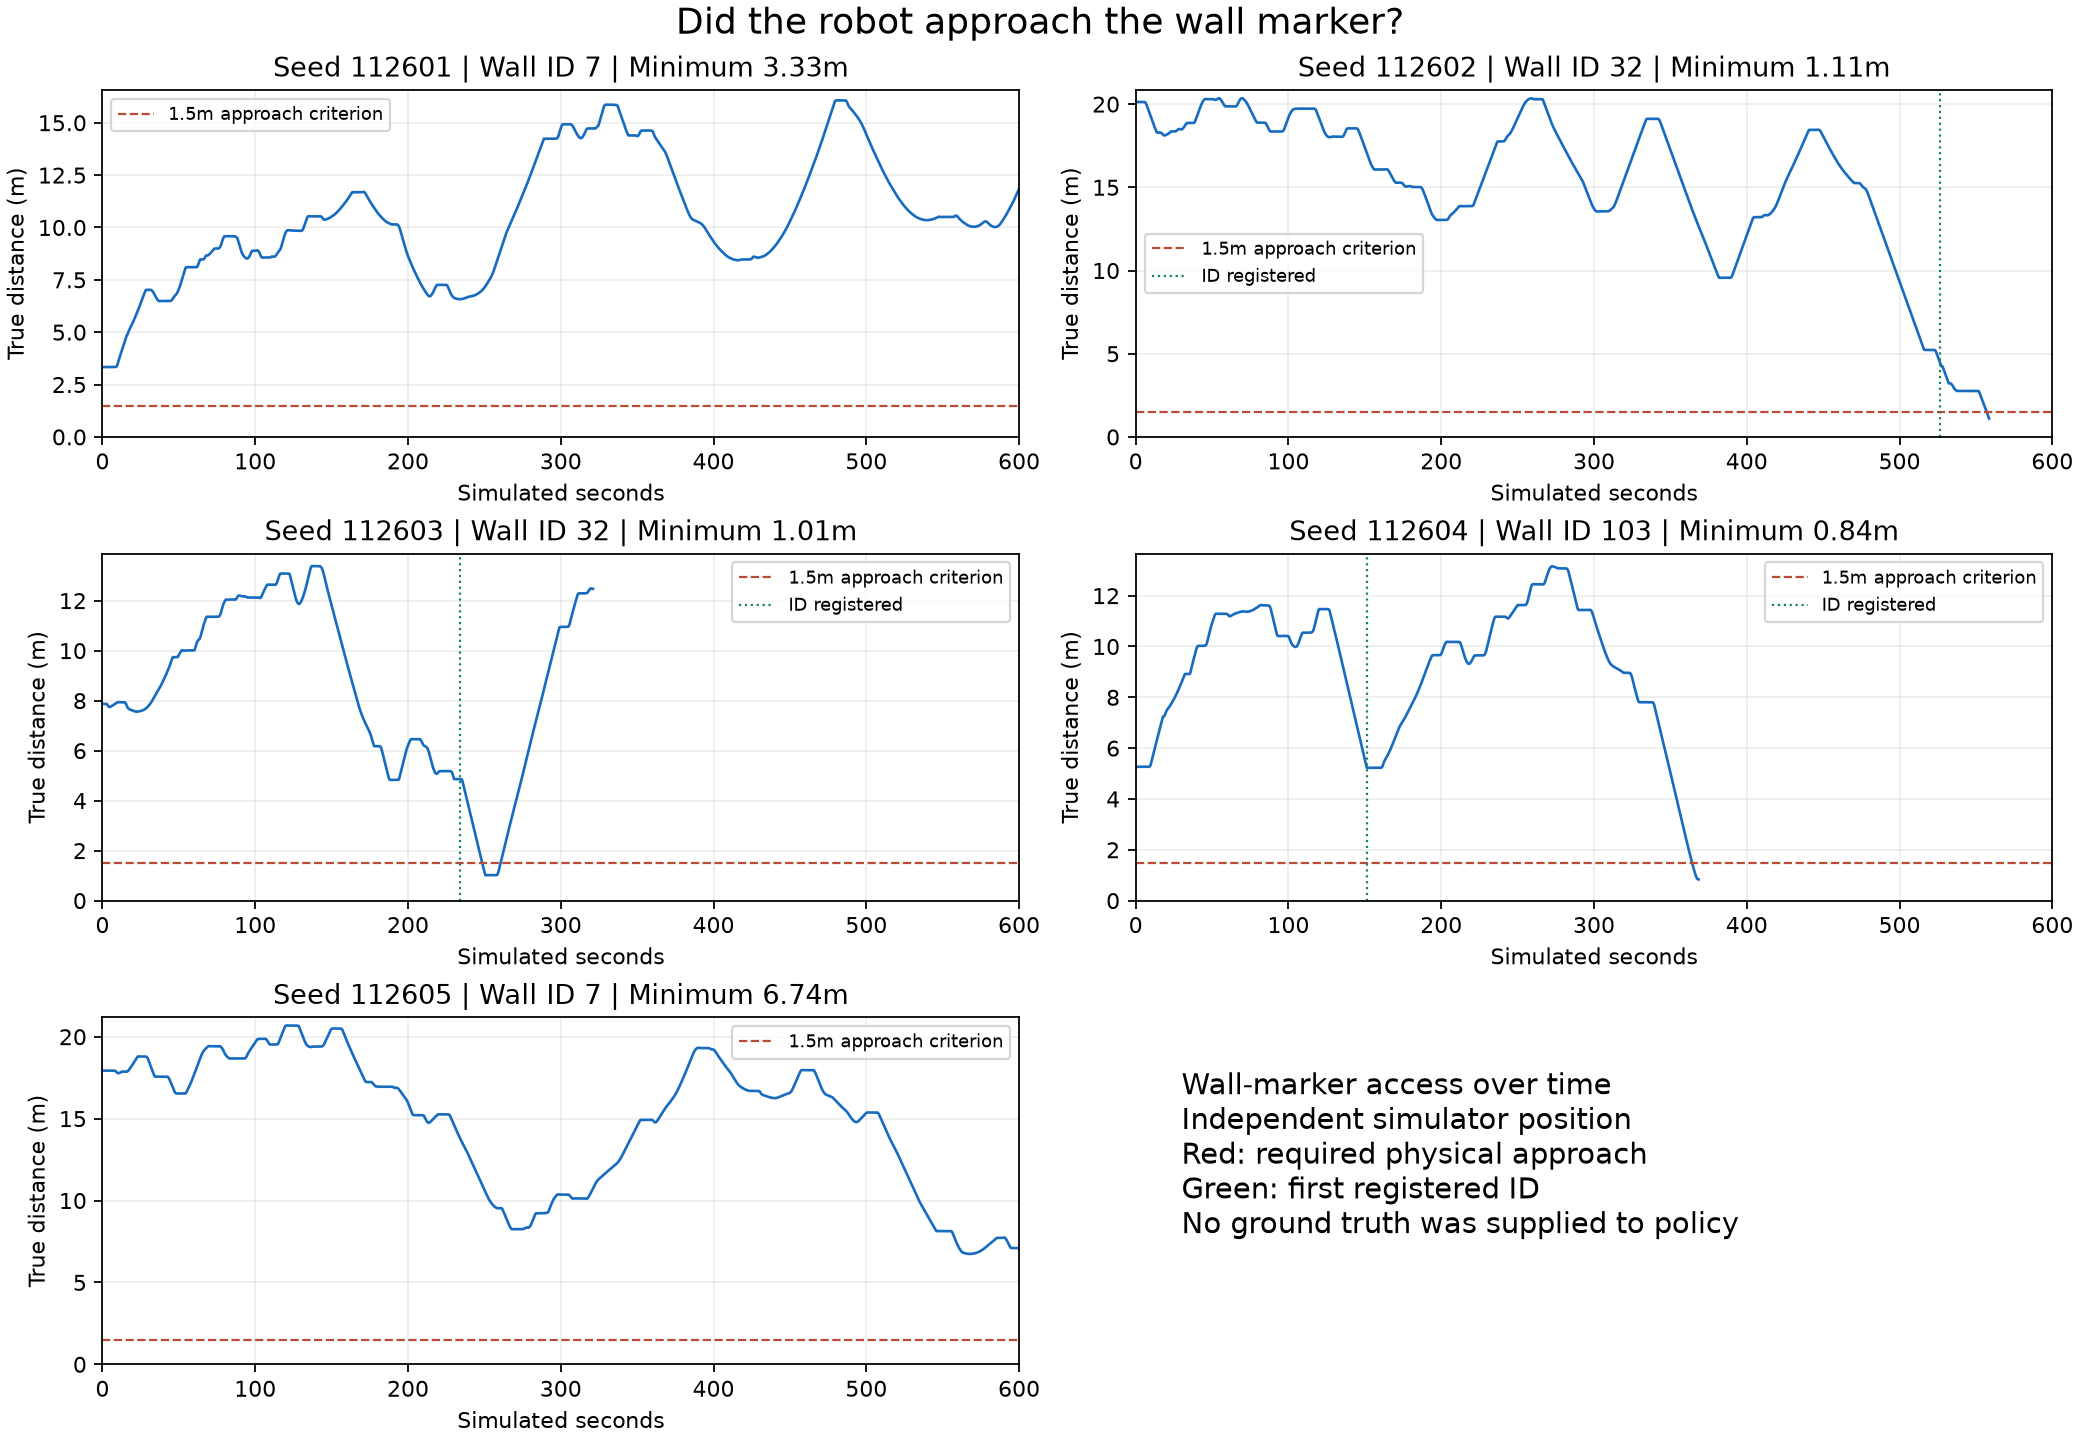 Did the robot approach the wall marker?
Seed 112601 | Wall ID 7 | Minimum 3.33m
True distance (m)
15.0
12.5
10.0
7.5
5.0
2.5
0.0
1.5m approach criterion
0 100 200 300 400 500 600
Simulated seconds
Seed 112602 | Wall ID 32 | Minimum 1.11m
True distance (m)
20
15
10
5
0
1.5m approach criterion
ID registered
0 100 200 300 400 500 600
Simulated seconds
Seed 112603 | Wall ID 32 | Minimum 1.01m
True distance (m)
12
10
8
6
4
2
0
1.5m approach criterion
ID registered
0 100 200 300 400 500 600
Simulated seconds
Seed 112604 | Wall ID 103 | Minimum 0.84m
True distance (m)
12
10
8
6
4
2
0
1.5m approach criterion
ID registered
0 100 200 300 400 500 600
Simulated seconds
Seed 112605 | Wall ID 7 | Minimum 6.74m
True distance (m)
20
15
10
5
0
1.5m approach criterion
0 100 200 300 400 500 600
Simulated seconds
Wall-marker access over time
Independent simulator position
Red: required physical approach
Green: first registered ID
No ground truth was supplied to policy